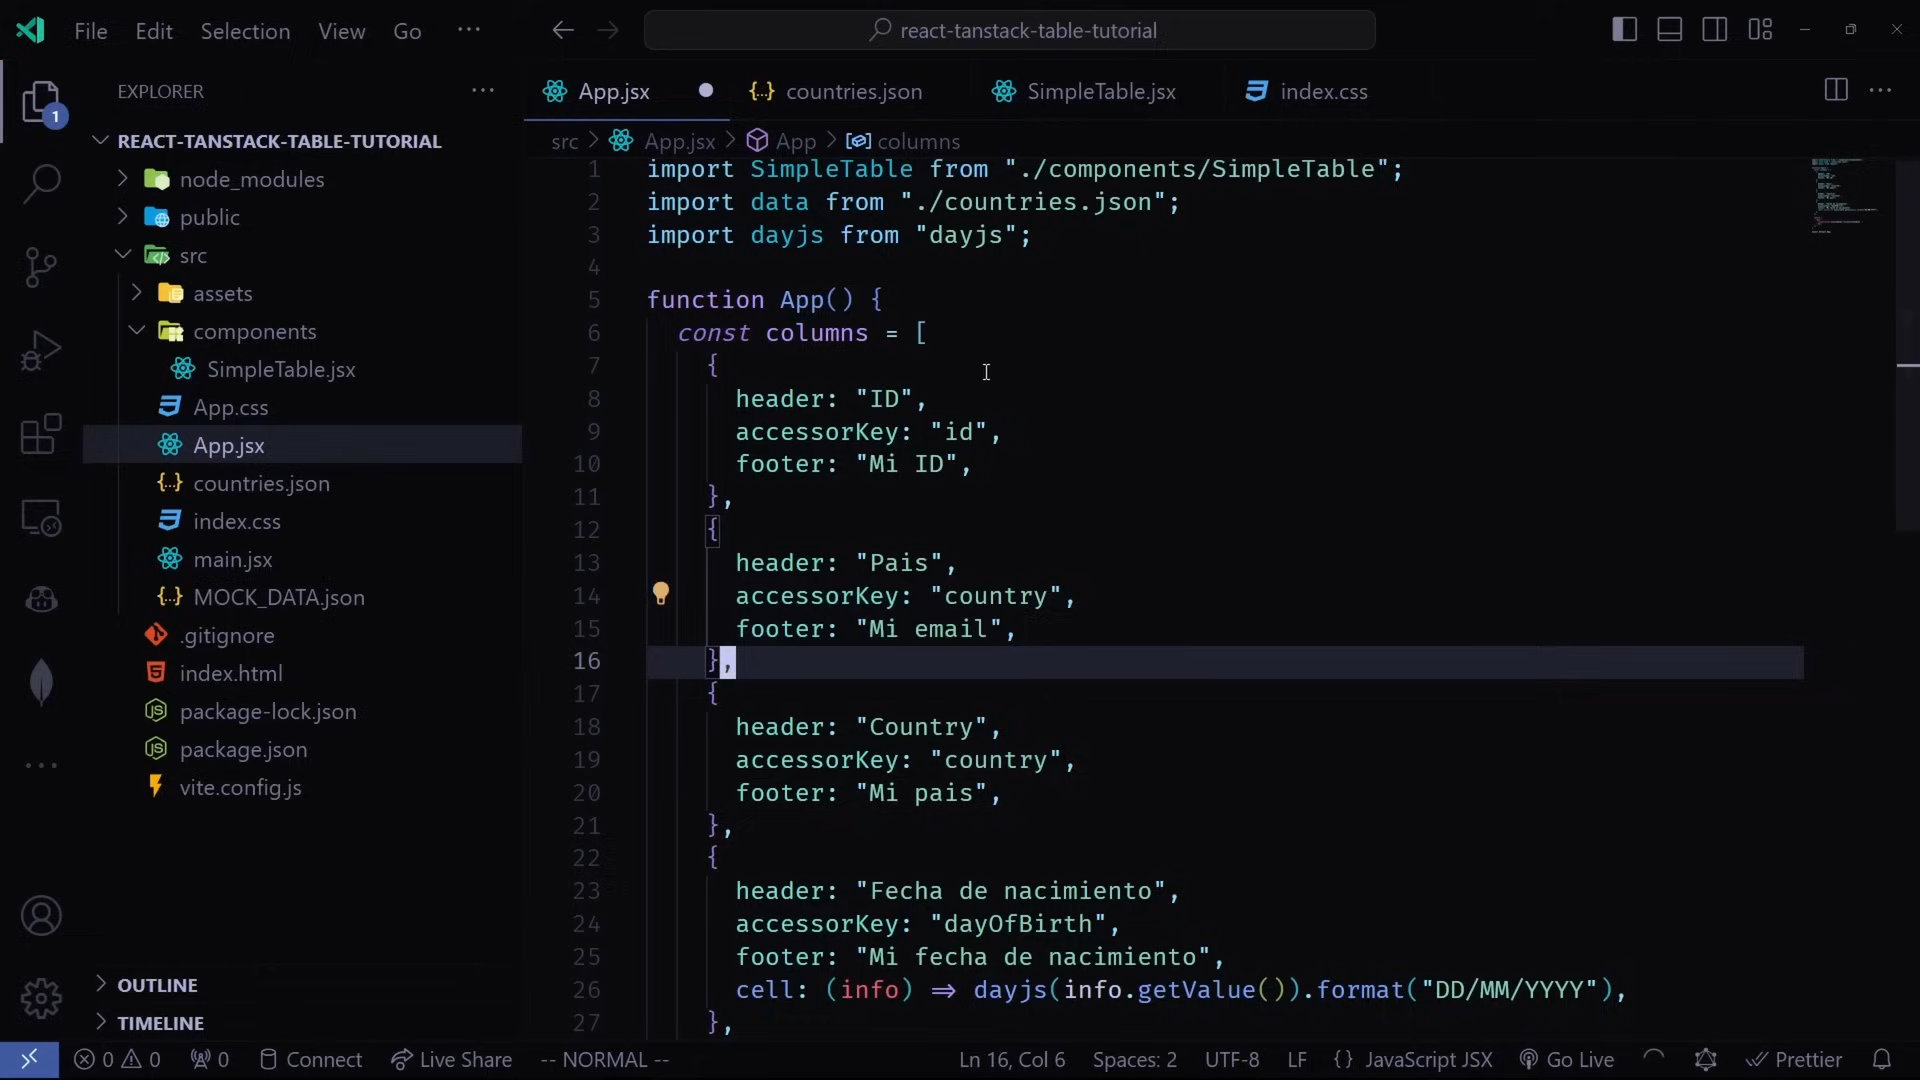 File Edit Selection View Go ···
react-tanstack-table-tutorial
EXPLORER ···
App.jsx countries.json SimpleTable.jsx index.css ···
1
REACT-TANSTACK-TABLE-TUTORIAL
node_modules
public
src
assets
components
SimpleTable.jsx
App.css
App.jsx
countries.json
index.css
main.jsx
MOCK_DATA.json
.gitignore
index.html
package-lock.json
package.json
vite.config.js
OUTLINE
TIMELINE
src > App.jsx > App > columns
1 import SimpleTable from "./components/SimpleTable";
2 import data from "./countries.json";
3 import dayjs from "dayjs";
4
5 function App() {
6 const columns = [
7 {
8 header: "ID",
9 accessorKey: "id",
10 footer: "Mi ID",
11 },
12 {
13 header: "Pais",
14 accessorKey: "country",
15 footer: "Mi email",
16 },
17 {
18 header: "Country",
19 accessorKey: "country",
20 footer: "Mi pais",
21 },
22 {
23 header: "Fecha de nacimiento",
24 accessorKey: "dayOfBirth",
25 footer: "Mi fecha de nacimiento",
26 cell: (info) ⇒ dayjs(info.getValue()).format("DD/MM/YYYY"),
27 },
0 0 0 Connect Live Share -- NORMAL -- Ln 16, Col 6 Spaces: 2 UTF-8 LF {} JavaScript JSX Go Live Prettier